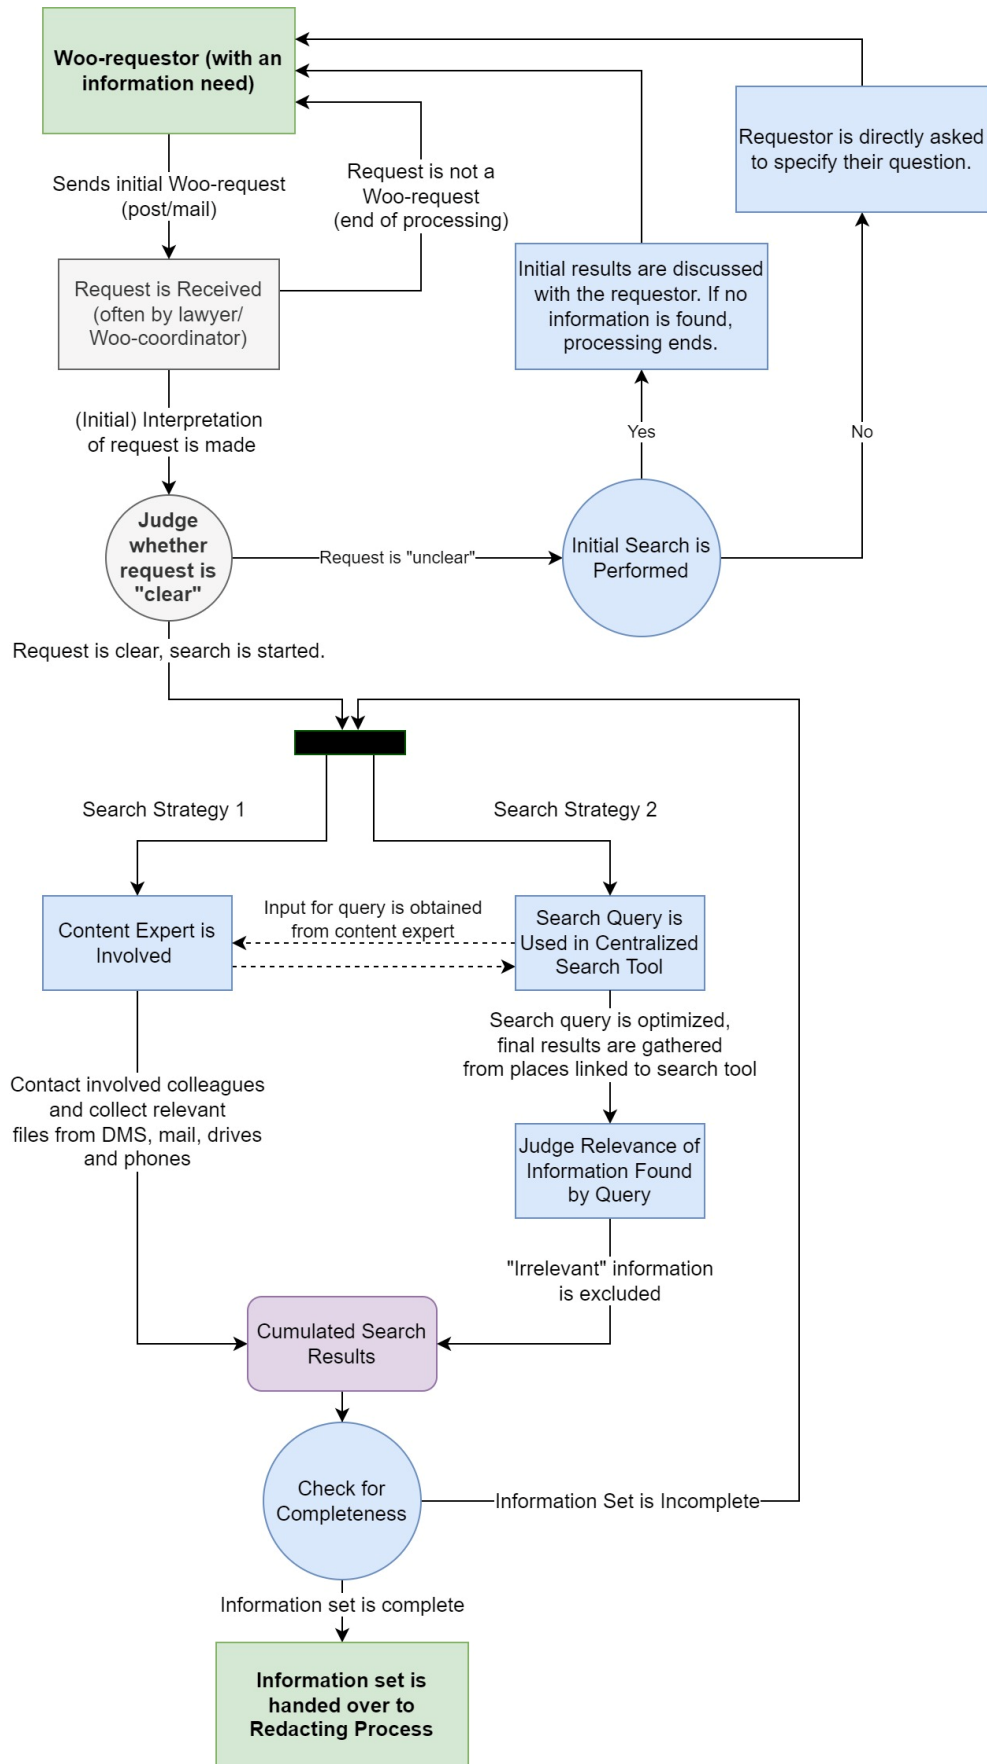 Woo-requestor (with an
information need)
Requestor is directly asked
to specify their question.
Sends initial Woo-request
(post/mail)
Request is not a
Woo-request
(end of processing)
Request is Received
(often by lawyer/
Woo-coordinator)
Initial results are discussed
with the requestor. If no
information is found,
processing ends.
(Initial) Interpretation
of request is made
Yes
No
Judge
whether
request is
"clear"
Request is "unclear"
Initial Search is
Performed
Request is clear, search is started.
Search Strategy 1
Search Strategy 2
Content Expert is
Involved
Input for query is obtained
from content expert
Search Query is
Used in Centralized
Search Tool
Search query is optimized,
final results are gathered
from places linked to search tool
Contact involved colleagues
and collect relevant
files from DMS, mail, drives
and phones
Judge Relevance of
Information Found
by Query
"Irrelevant" information
is excluded
Cumulated Search
Results
Check for
Completeness
Information Set is Incomplete
Information set is complete
Information set is
handed over to
Redacting Process